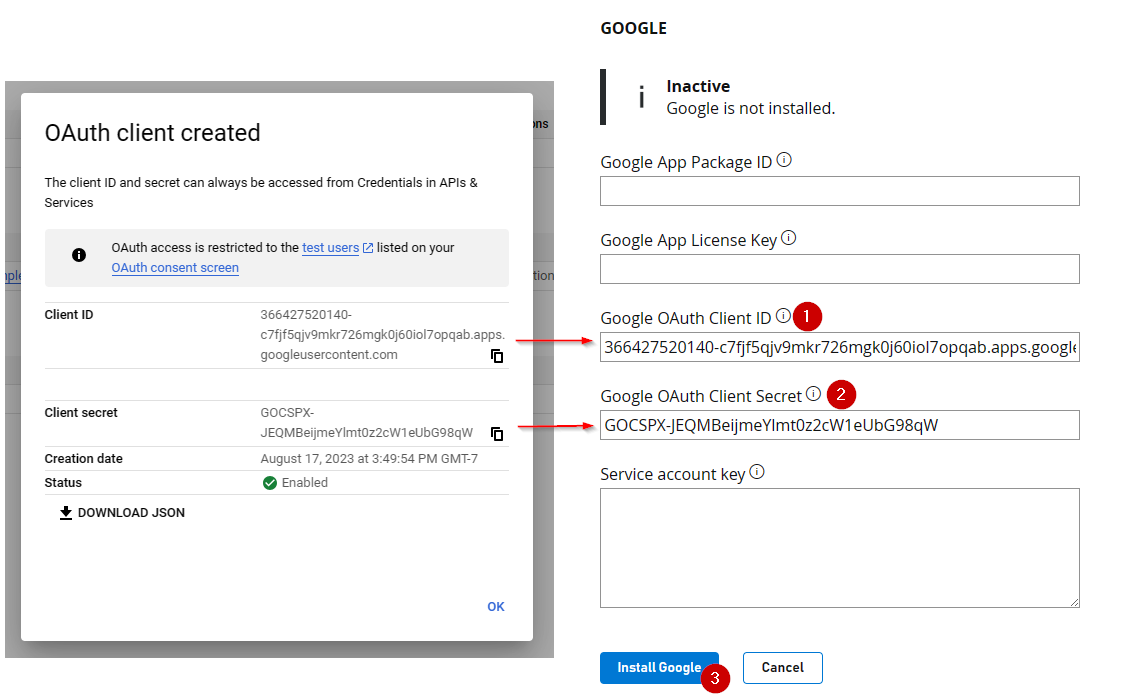 OAuth client created
The client ID and secret can always be accessed from Credentials in APIs &
Services
OAuth access is restricted to the test users listed on your
OAuth consent screen
Client ID
366427520140-
c7fjf5qjv9mkr726mgk0j60iol7opqab.apps.
googleusercontent.com
Client secret
GOCSPX-
JEQMBeijmeYlmt0z2cW1eUbG98qW
Creation date
August 17, 2023 at 3:49:54 PM GMT-7
Status
Enabled
DOWNLOAD JSON
OK
GOOGLE
Inactive
Google is not installed.
Google App Package ID
Google App License Key
Google OAuth Client ID
1
366427520140-c7fjf5qjv9mkr726mgk0j60iol7opqab.apps.google
Google OAuth Client Secret
2
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
Service account key
Install Google
3
Cancel